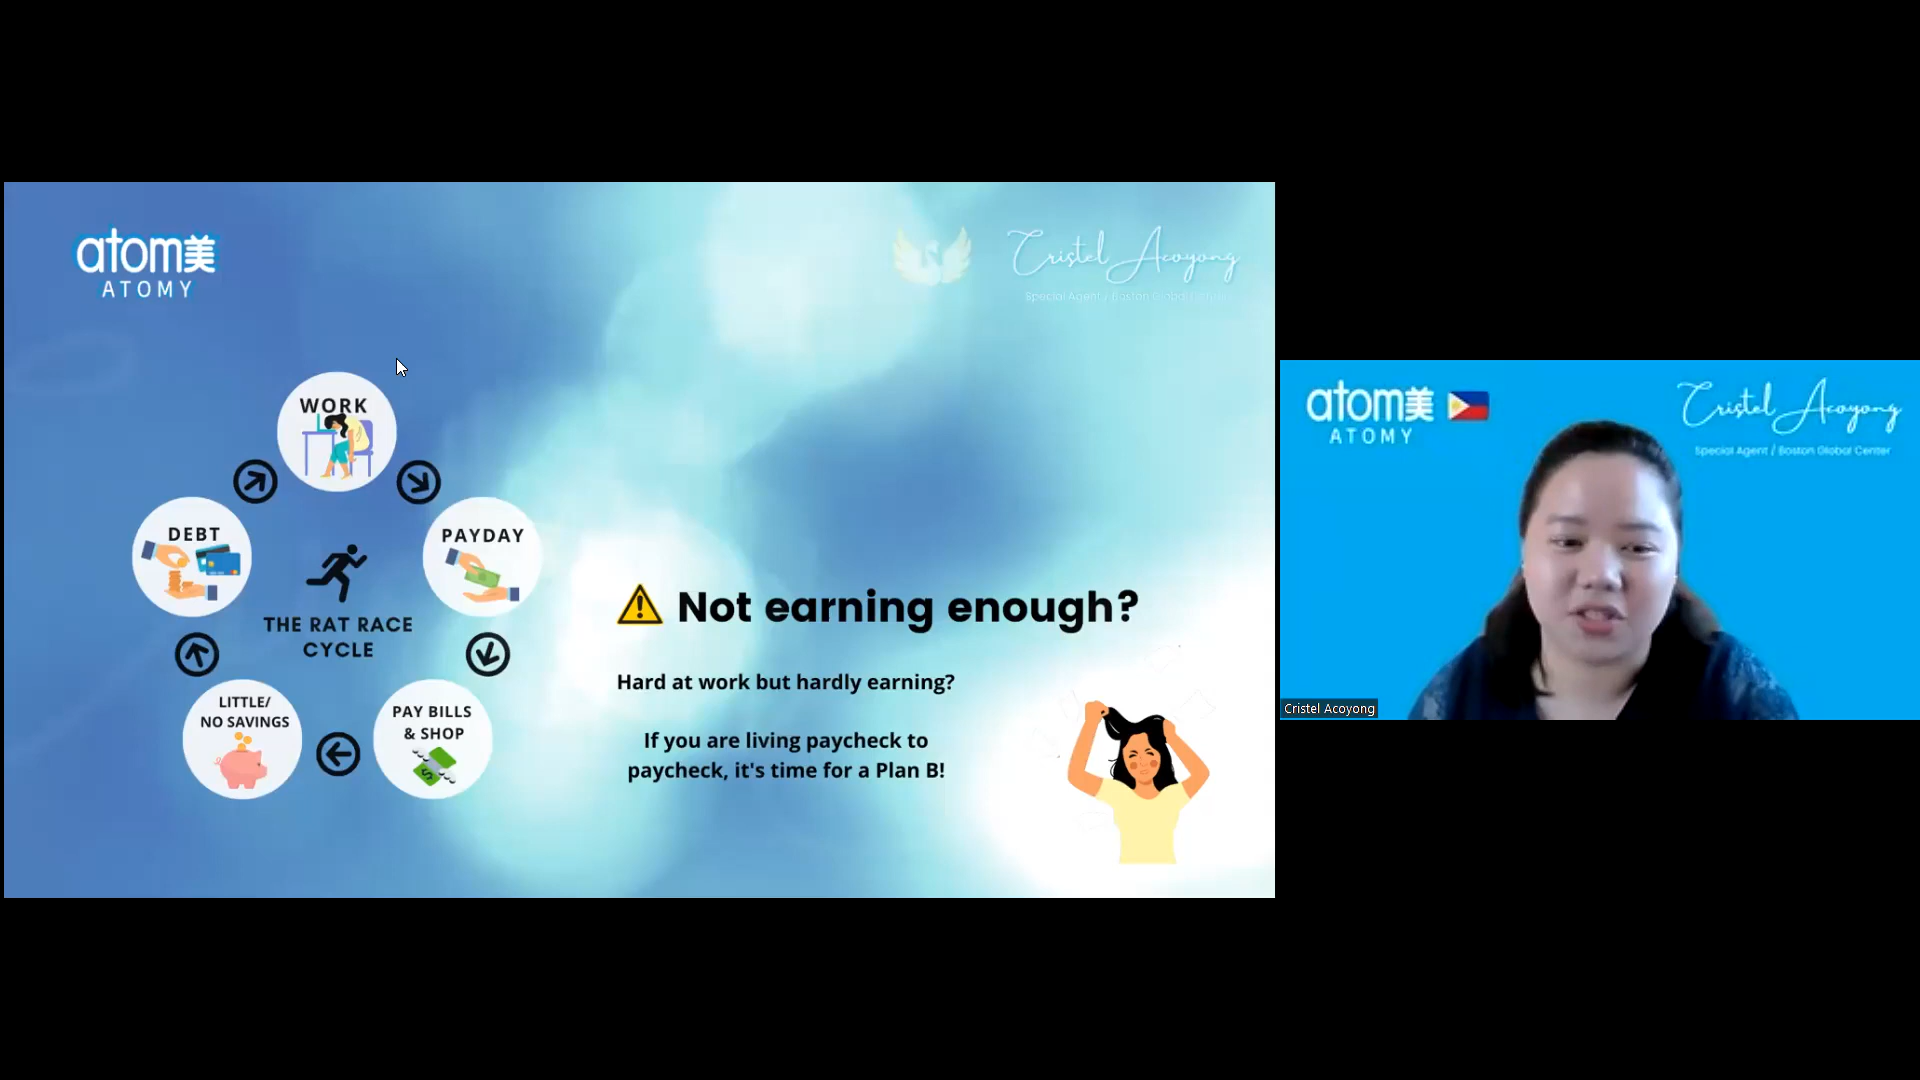 atom美
ATOMY
Cristel Acoyong
WORK
DEBT
PAYDAY
THE RAT RACE
CYCLE
LITTLE/
NO SAVINGS
PAY BILLS
& SHOP
Not earning enough?
Hard at work but hardly earning?
If you are living paycheck to
paycheck, it's time for a Plan B!
atom美
ATOMY
Cristel Acoyong
Special Agent / Boston Global Center
Cristel Acoyong